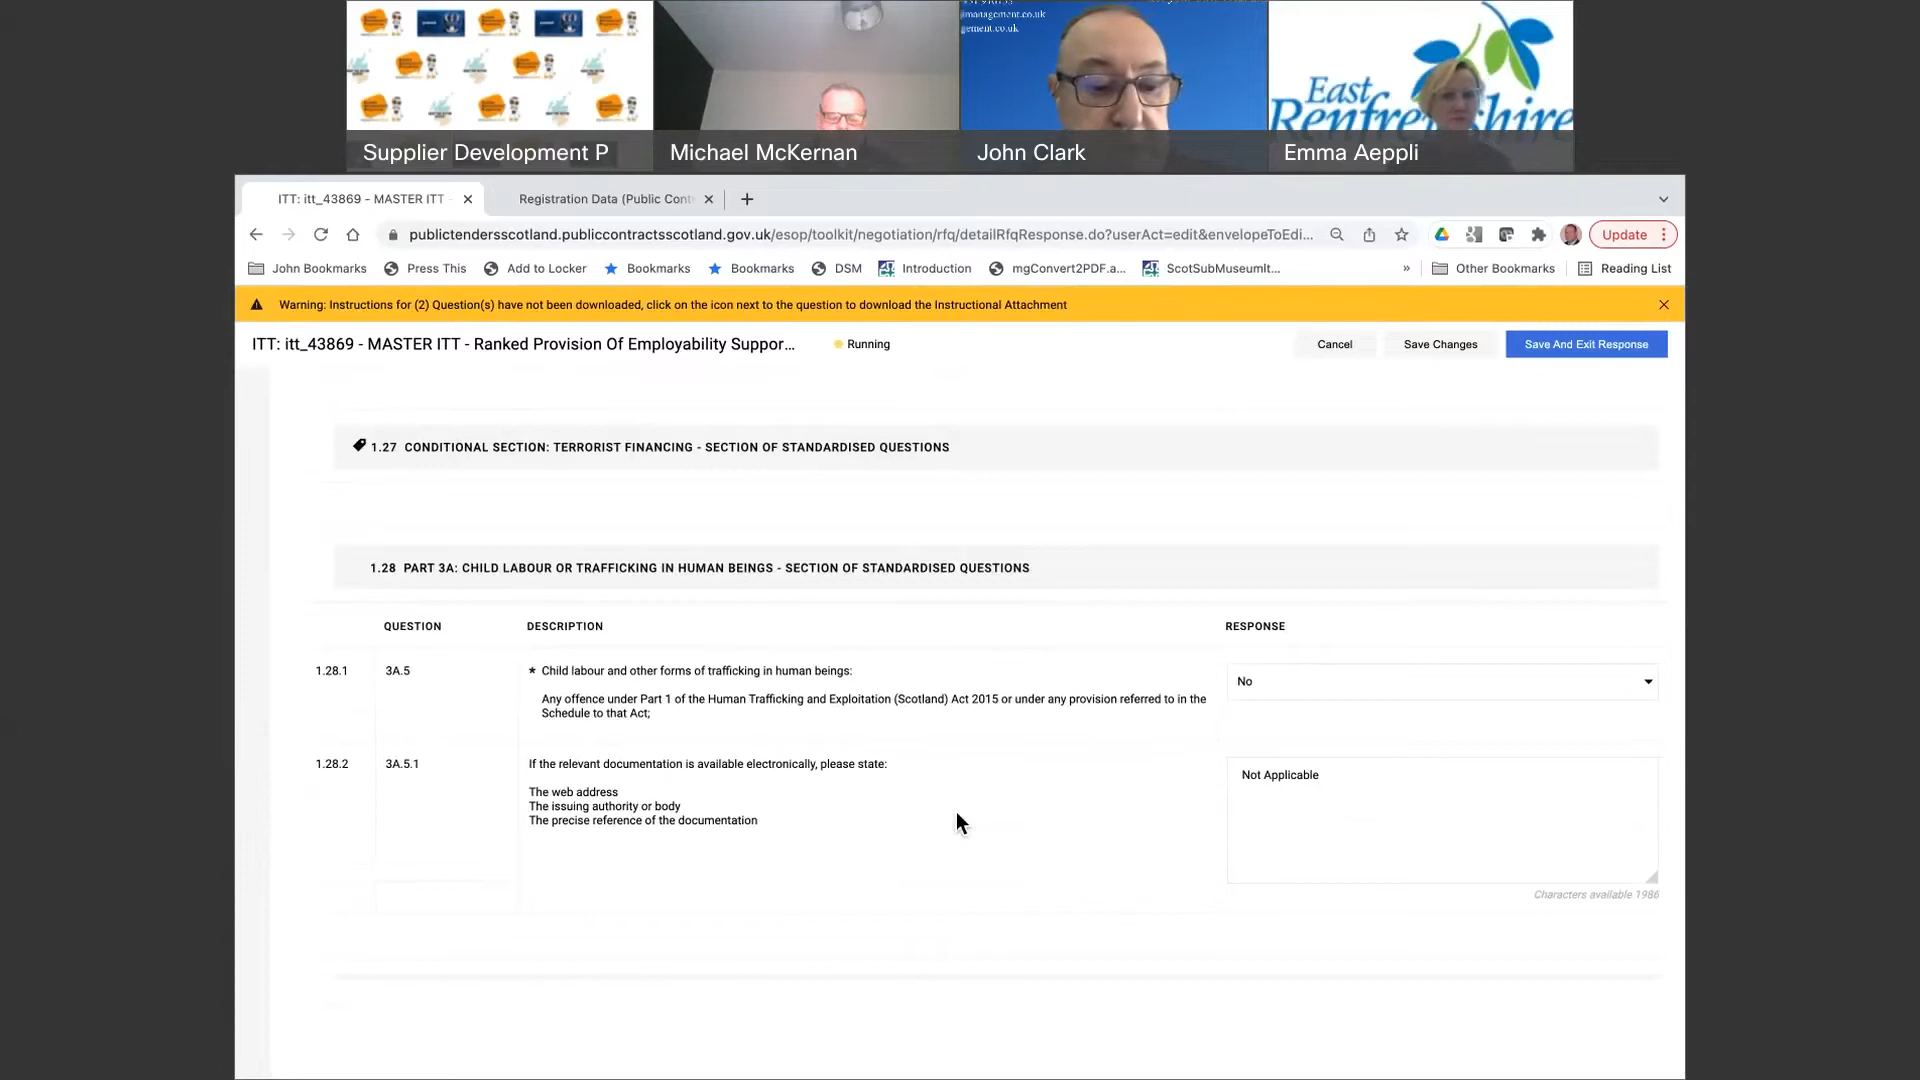 management.co.uk
gement.co.uk
East
Renfrewshire
Supplier Development P
Michael McKernan
John Clark
Emma Aeppli
ITT: itt_43869 - MASTER ITT -
Registration Data (Public Cont
publictendersscotland.publiccontractsscotland.gov.uk/esop/toolkit/negotiation/rfq/detailRfqResponse.do?userAct=edit&envelopeToEdi...
Update
John Bookmarks
Press This
Add to Locker
Bookmarks
Bookmarks
DSM
Introduction
mgConvert2PDF.a...
ScotSubMuseumIt...
»
Other Bookmarks
Reading List
Warning: Instructions for (2) Question(s) have not been downloaded, click on the icon next to the question to download the Instructional Attachment
ITT: itt_43869 - MASTER ITT - Ranked Provision Of Employability Suppor...
Running
Cancel
Save Changes
Save And Exit Response
1.27 CONDITIONAL SECTION: TERRORIST FINANCING - SECTION OF STANDARDISED QUESTIONS
1.28 PART 3A: CHILD LABOUR OR TRAFFICKING IN HUMAN BEINGS - SECTION OF STANDARDISED QUESTIONS
QUESTION DESCRIPTION RESPONSE
1.28.1 3A.5 * Child labour and other forms of trafficking in human beings:
Any offence under Part 1 of the Human Trafficking and Exploitation (Scotland) Act 2015 or under any provision referred to in the
Schedule to that Act;
No
1.28.2 3A.5.1 If the relevant documentation is available electronically, please state:
The web address
The issuing authority or body
The precise reference of the documentation
Not Applicable
Characters available 1986